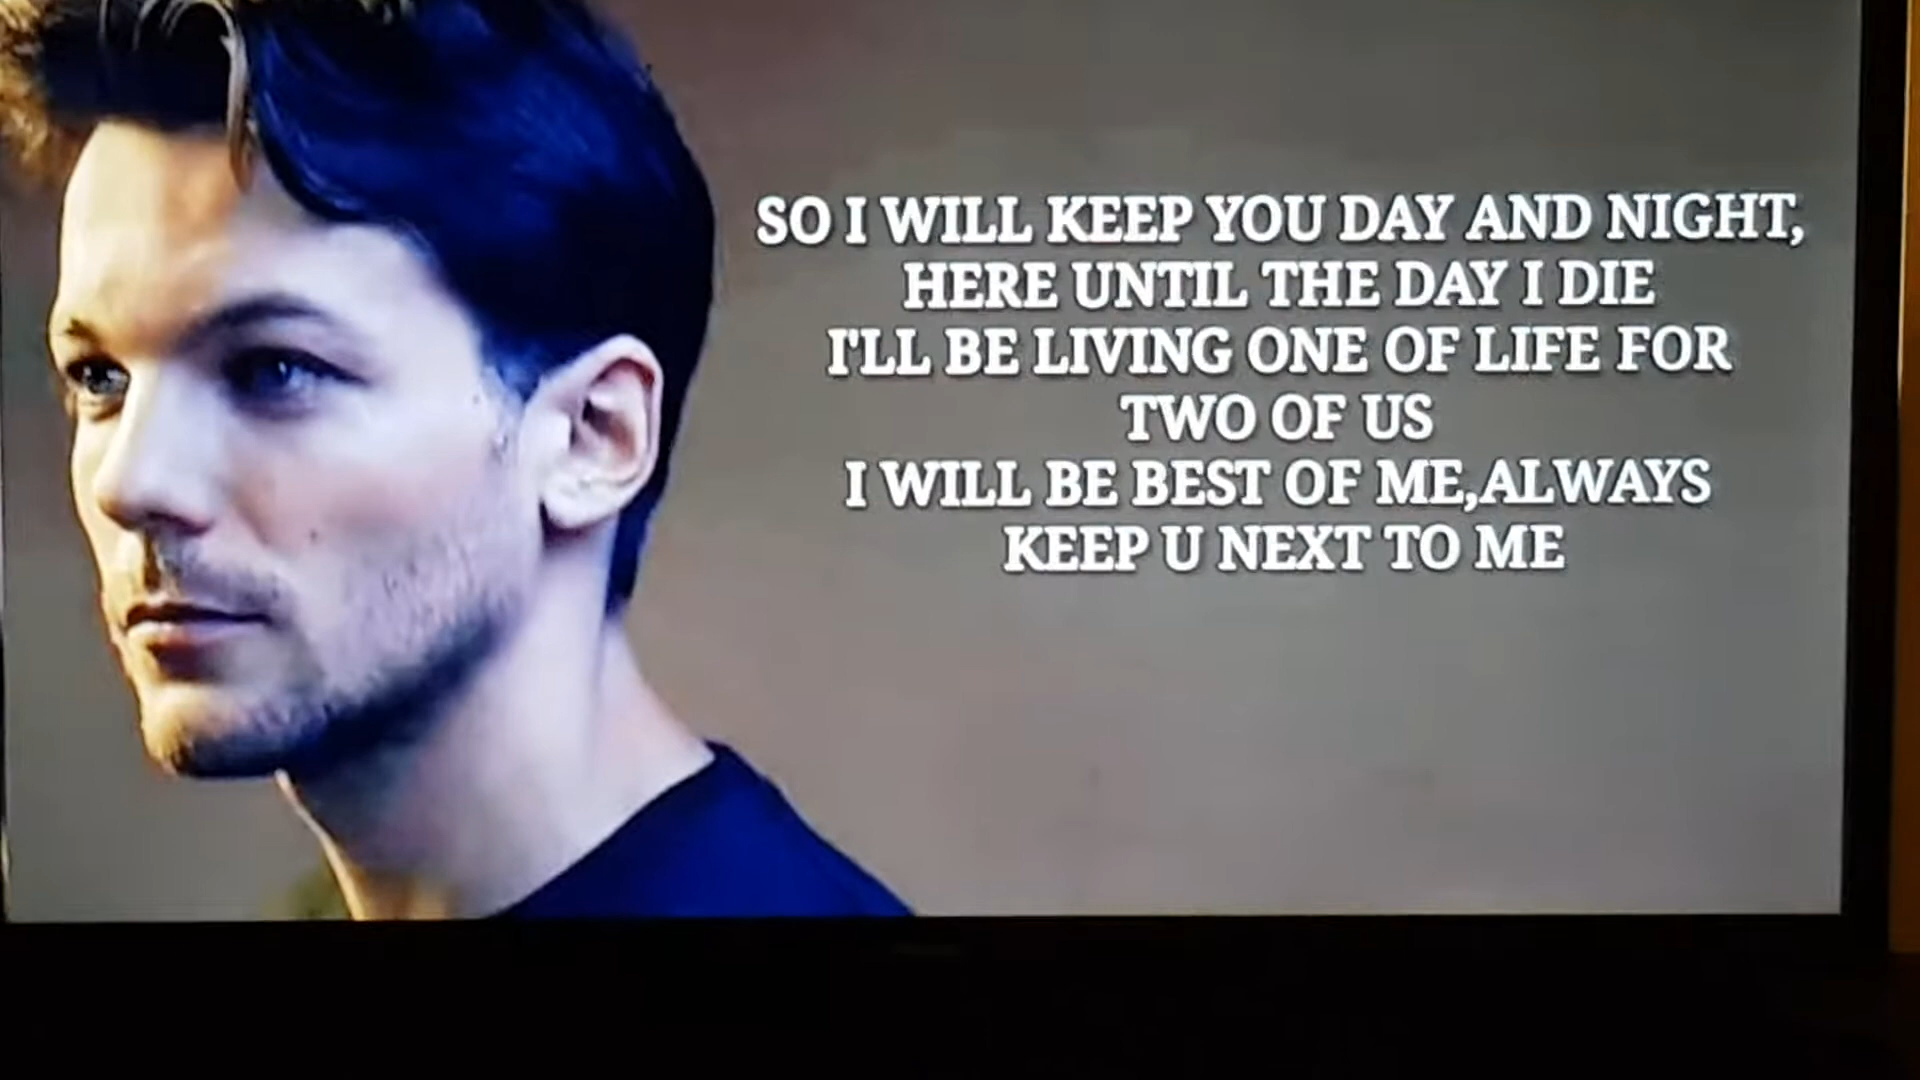 SO I WILL KEEP YOU DAY AND NIGHT,
HERE UNTIL THE DAY I DIE
I'LL BE LIVING ONE OF LIFE FOR
TWO OF US
I WILL BE BEST OF ME,ALWAYS
KEEP U NEXT TO ME